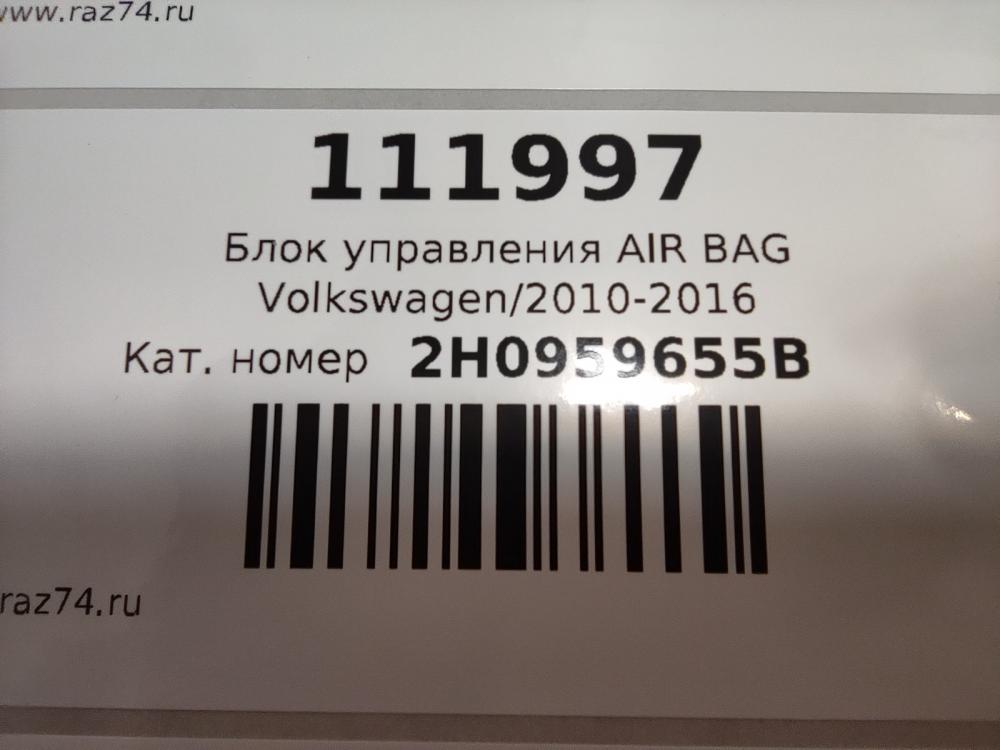 www.raz74.ru
111997
Блок управления AIR BAG
Volkswagen/2010-2016
Кат. номер 2H0959655B
raz74.ru